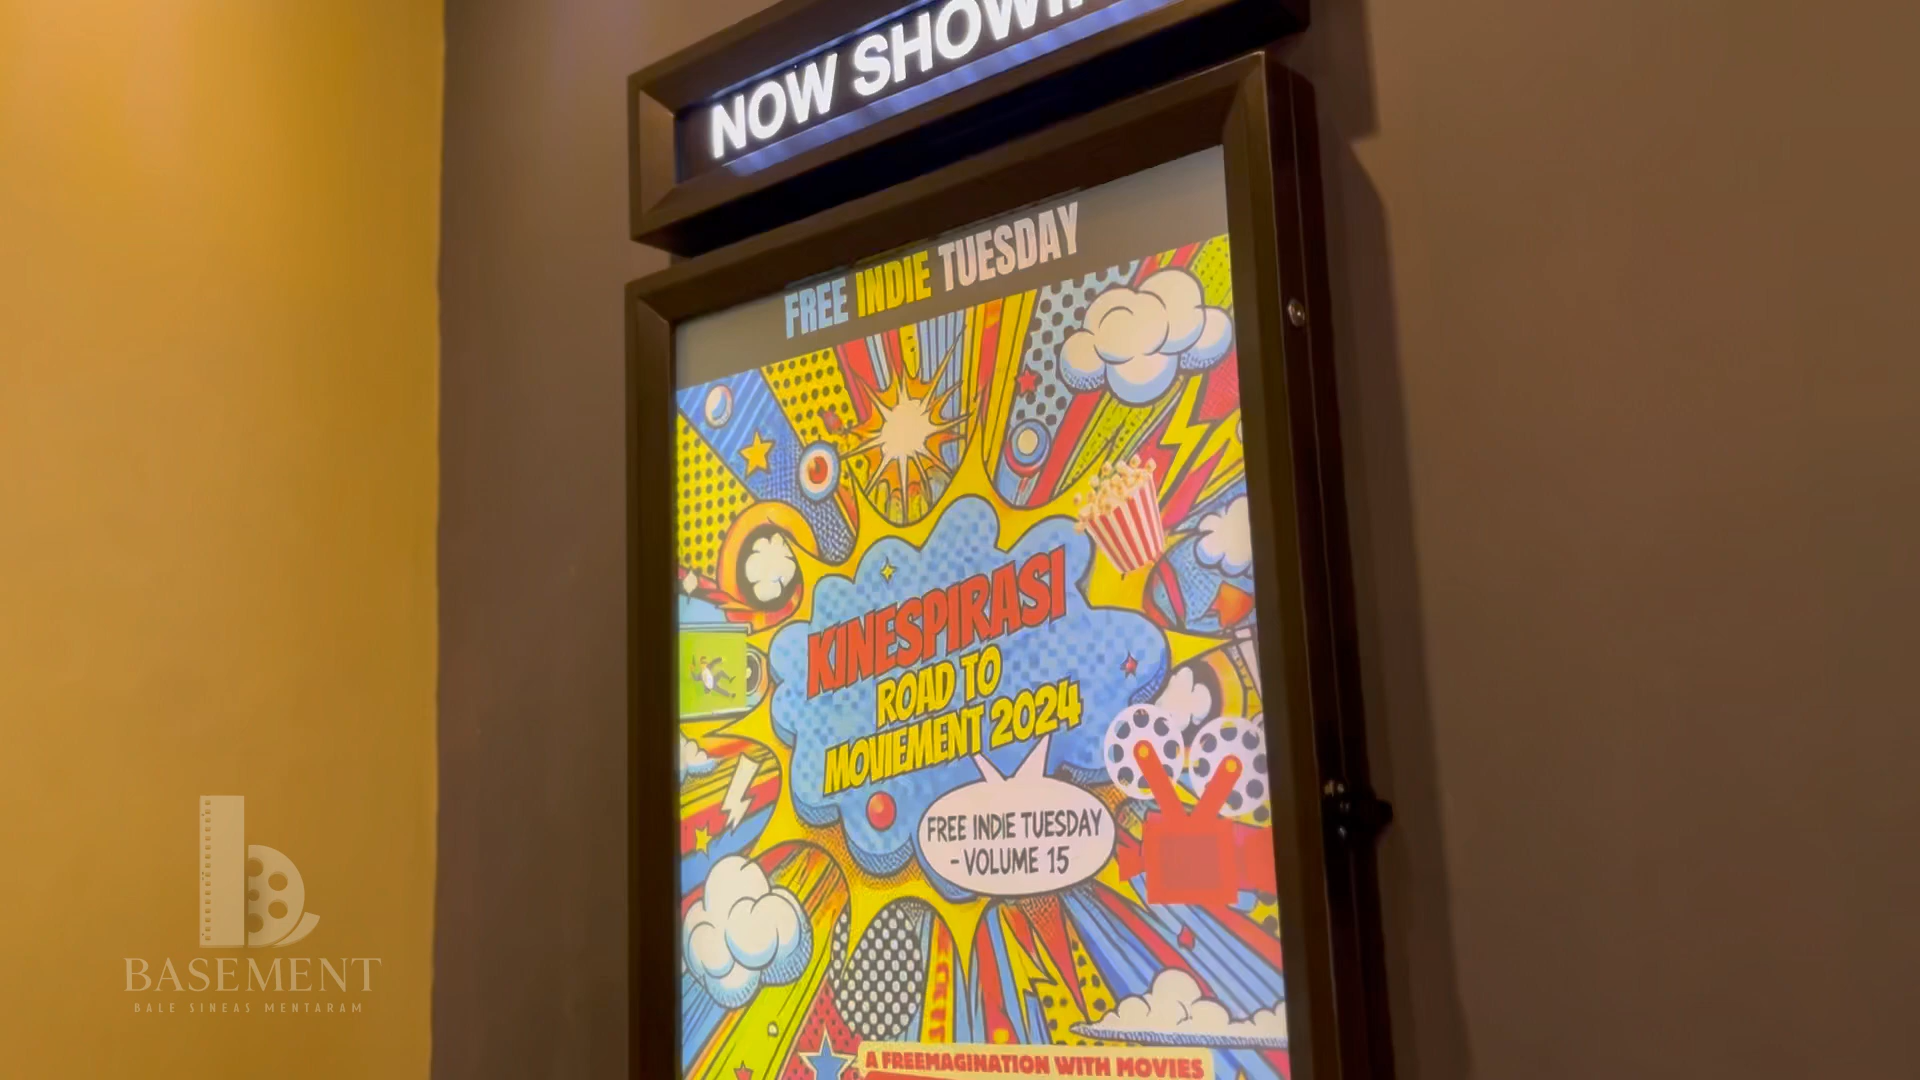 NOW SHOWIN
FREE INDIE TUESDAY
KINESPIRASI
ROAD TO
MOVIEMENT 2024
FREE INDIE TUESDAY
- VOLUME 15
A FREEMAGINATION WITH MOVIES
BASEMENT
BALE SINEAS MENTARAM